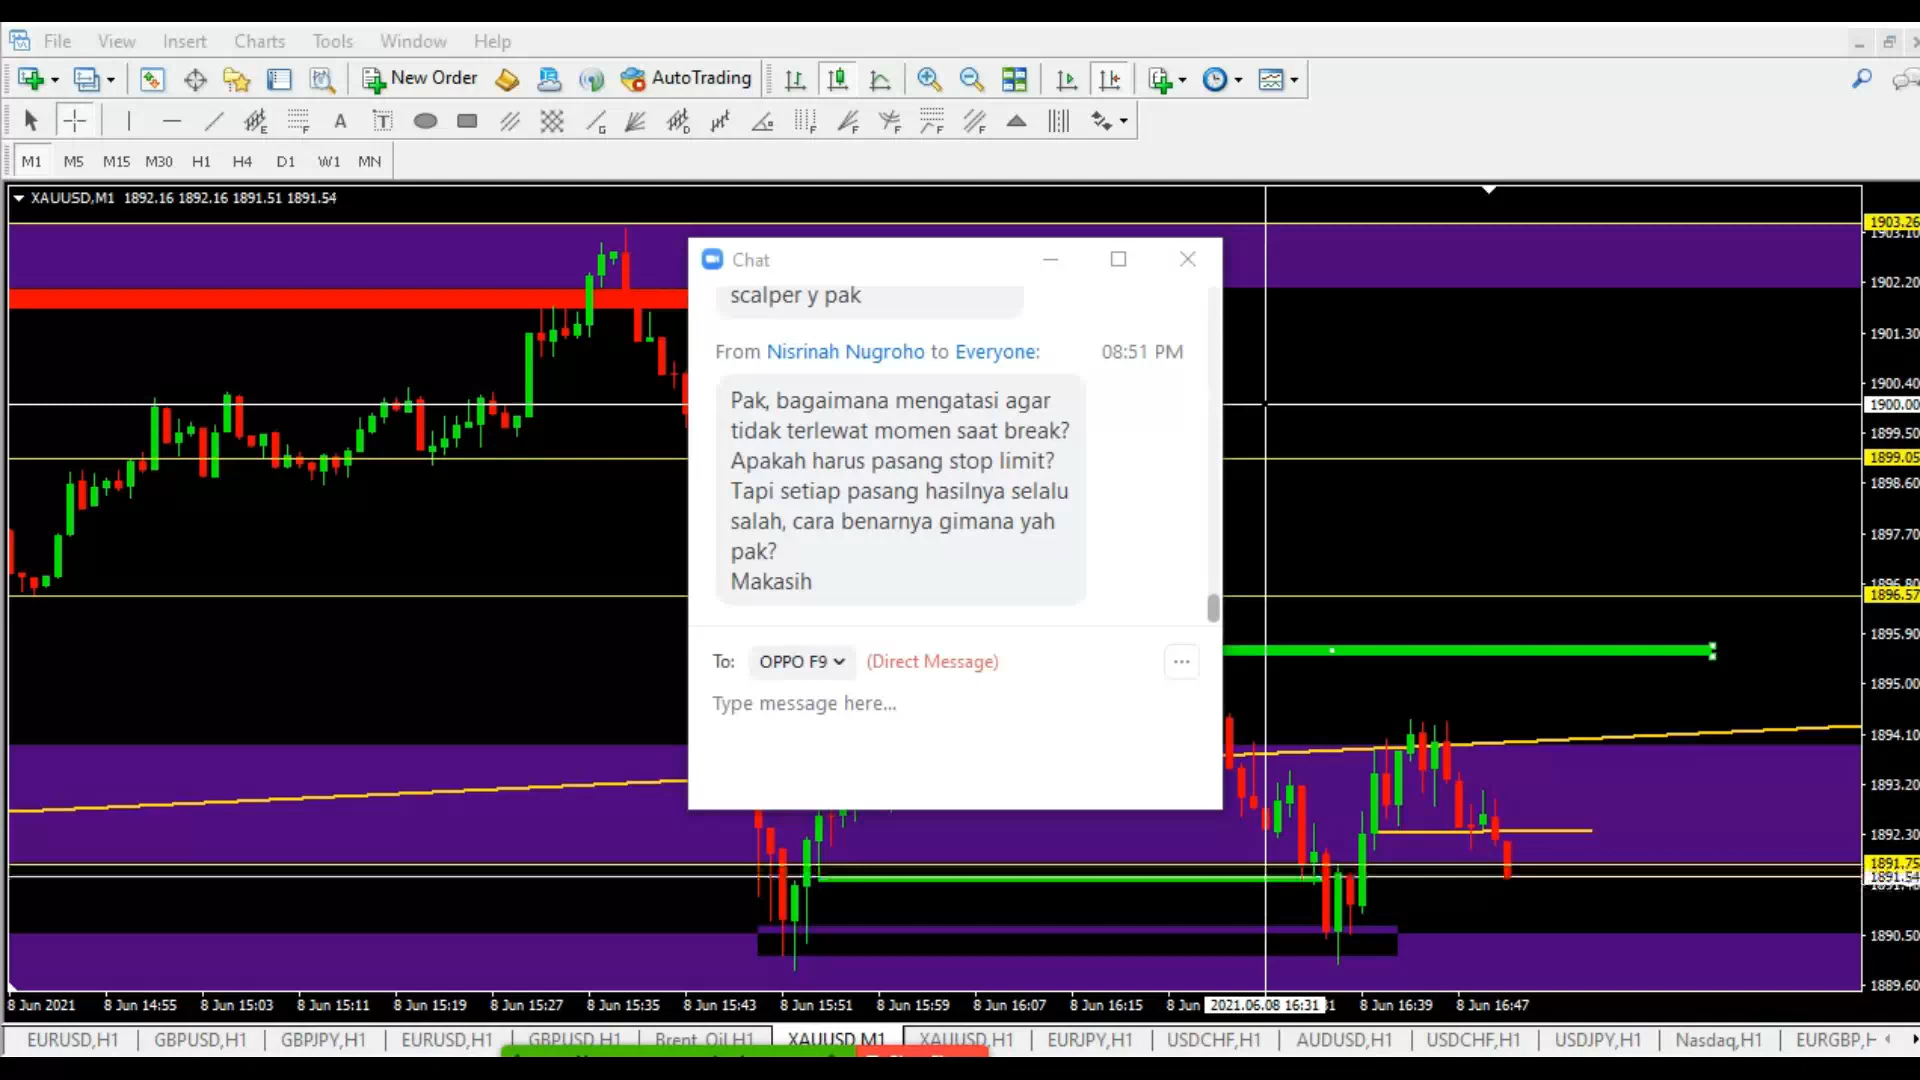 File View Insert Charts Tools Window Help
New Order AutoTrading
M1 M5 M15 M30 H1 H4 D1 W1 MN
XAUUSD,M1 1892.16 1892.16 1891.51 1891.54
Chat
scalper y pak
From Nisrinah Nugroho to Everyone: 08:51 PM
Pak, bagaimana mengatasi agar
tidak terlewat momen saat break?
Apakah harus pasang stop limit?
Tapi setiap pasang hasilnya selalu
salah, cara benarnya gimana yah
pak?
Makasih
To: OPPO F9 (Direct Message)
Type message here...
1903.26
1903.10
1902.20
1901.30
1900.40
1900.00
1899.50
1899.05
1898.60
1897.70
1896.80
1896.57
1895.90
1895.00
1894.10
1893.20
1892.30
1891.75
1891.54
1890.50
1889.60
8 Jun 2021 8 Jun 14:55 8 Jun 15:03 8 Jun 15:11 8 Jun 15:19 8 Jun 15:27 8 Jun 15:35 8 Jun 15:43 8 Jun 15:51 8 Jun 15:59 8 Jun 16:07 8 Jun 16:15 8 Jun 2021.06.08 16:31 8 Jun 16:39 8 Jun 16:47
EURUSD,H1 GBPUSD,H1 GBPJPY,H1 EURUSD,H1 GBPUSD,H1 Brent_Oil,H1 XAUUSD,M1 XAUUSD,H1 EURJPY,H1 USDCHF,H1 AUDUSD,H1 USDCHF,H1 USDJPY,H1 Nasdaq,H1 EURGBP,H